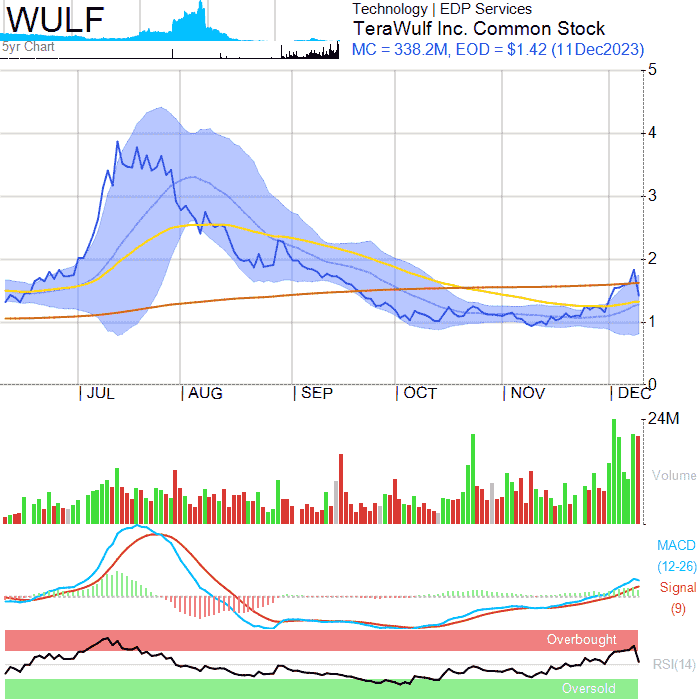 WULF
Technology | EDP Services
TeraWulf Inc. Common Stock
5yr Chart
MC = 338.2M, EOD = $1.42 (11Dec2023)
5
4
3
2
1
0
| JUL | AUG | SEP | OCT | NOV | DEC
24M
Volume
MACD
(12-26)
Signal
(9)
Overbought
RSI(14)
Oversold